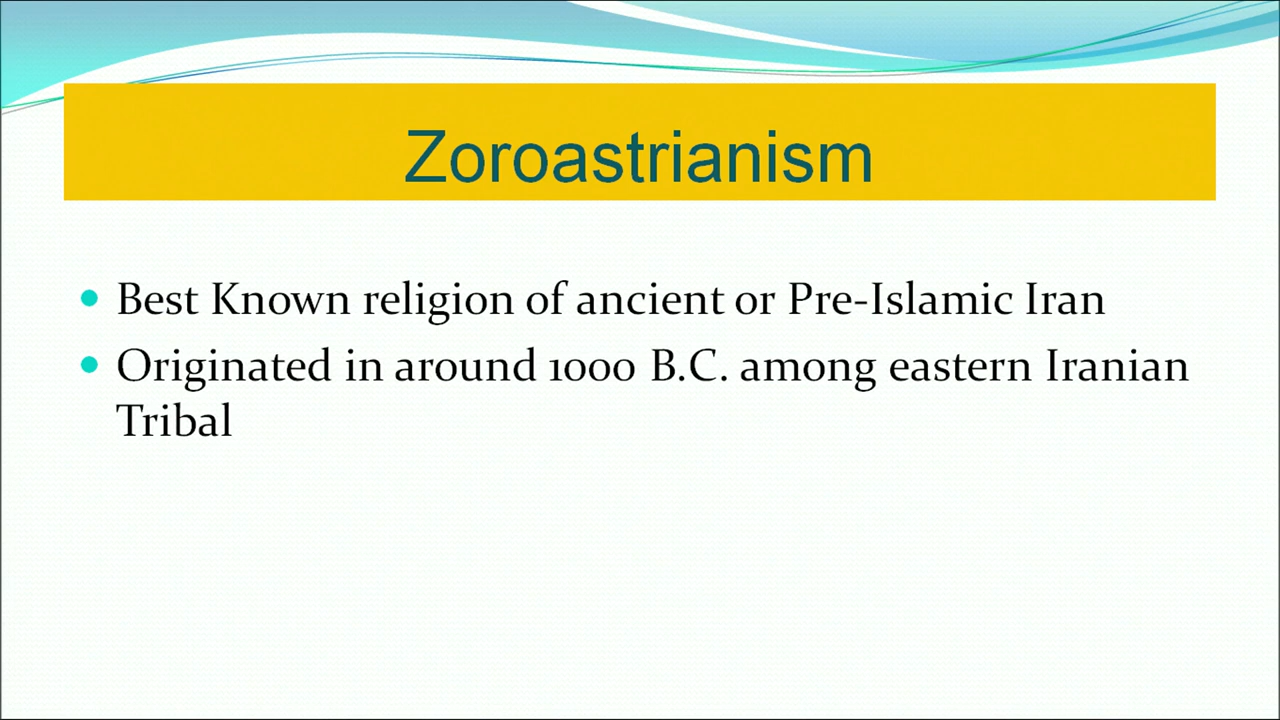 Zoroastrianism
• Best Known religion of ancient or Pre-Islamic Iran
• Originated in around 1000 B.C. among eastern Iranian
Tribal